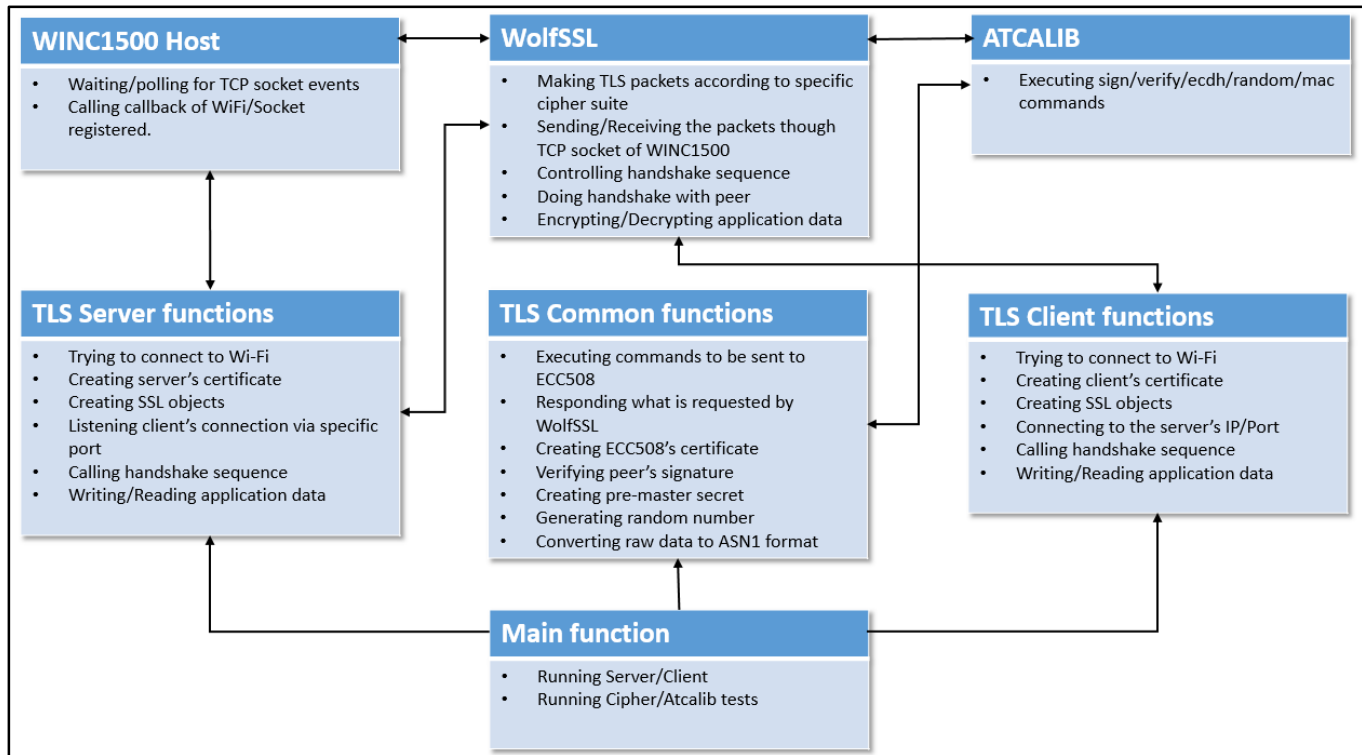 WINC1500 Host
• Waiting/polling for TCP socket events
• Calling callback of WiFi/Socket
registered.
WolfSSL
• Making TLS packets according to specific
cipher suite
• Sending/Receiving the packets though
TCP socket of WINC1500
• Controlling handshake sequence
• Doing handshake with peer
• Encrypting/Decrypting application data
ATCALIB
• Executing sign/verify/ecdh/random/mac
commands
TLS Server functions
• Trying to connect to Wi-Fi
• Creating server’s certificate
• Creating SSL objects
• Listening client’s connection via specific
port
• Calling handshake sequence
• Writing/Reading application data
TLS Common functions
• Executing commands to be sent to
ECC508
• Responding what is requested by
WolfSSL
• Creating ECC508’s certificate
• Verifying peer’s signature
• Creating pre-master secret
• Generating random number
• Converting raw data to ASN1 format
TLS Client functions
• Trying to connect to Wi-Fi
• Creating client’s certificate
• Creating SSL objects
• Connecting to the server’s IP/Port
• Calling handshake sequence
• Writing/Reading application data
Main function
• Running Server/Client
• Running Cipher/Atcalib tests